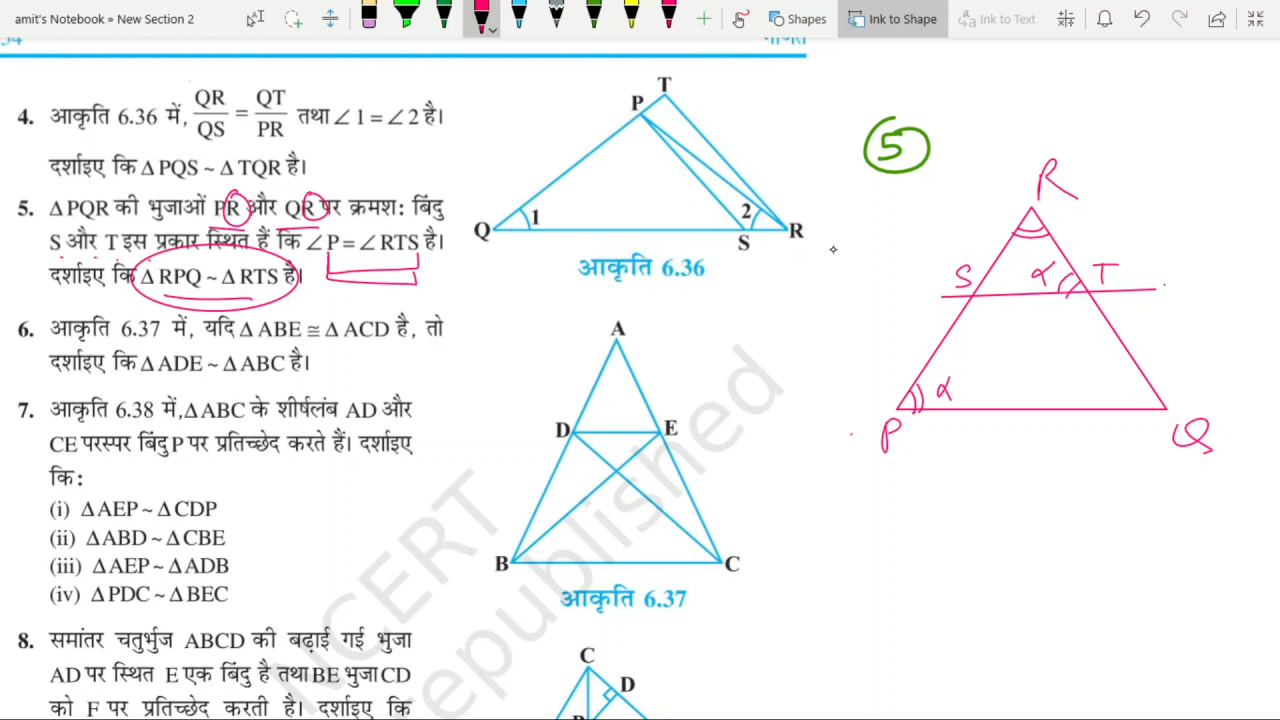 amit's Notebook » New Section 2
Shapes
Ink to Shape
Ink to Text
54
गणित
4. आकृति 6.36 में, QR/QS = QT/PR तथा ∠ 1 = ∠ 2 है।
दर्शाइए कि Δ PQS ~ Δ TQR है।
5. Δ PQR की भुजाओं PR और QR पर क्रमश: बिंदु
S और T इस प्रकार स्थित हैं कि ∠ P = ∠ RTS है।
दर्शाइए कि Δ RPQ ~ Δ RTS है।
6. आकृति 6.37 में, यदि Δ ABE ≅ Δ ACD है, तो
दर्शाइए कि Δ ADE ~ Δ ABC है।
7. आकृति 6.38 में, Δ ABC के शीर्षलंब AD और
CE परस्पर बिंदु P पर प्रतिच्छेद करते हैं। दर्शाइए
कि:
(i) Δ AEP ~ Δ CDP
(ii) Δ ABD ~ Δ CBE
(iii) Δ AEP ~ Δ ADB
(iv) Δ PDC ~ Δ BEC
8. समांतर चतुर्भुज ABCD की बढ़ाई गई भुजा
AD पर स्थित E एक बिंदु है तथा BE भुजा CD
को F पर प्रतिच्छेद करती है। दर्शाइए कि
T
P
Q
1
2
S
R
आकृति 6.36
A
D
E
B
C
आकृति 6.37
C
D
NCERT
republished
5
R
S
α
T
α
P
Q